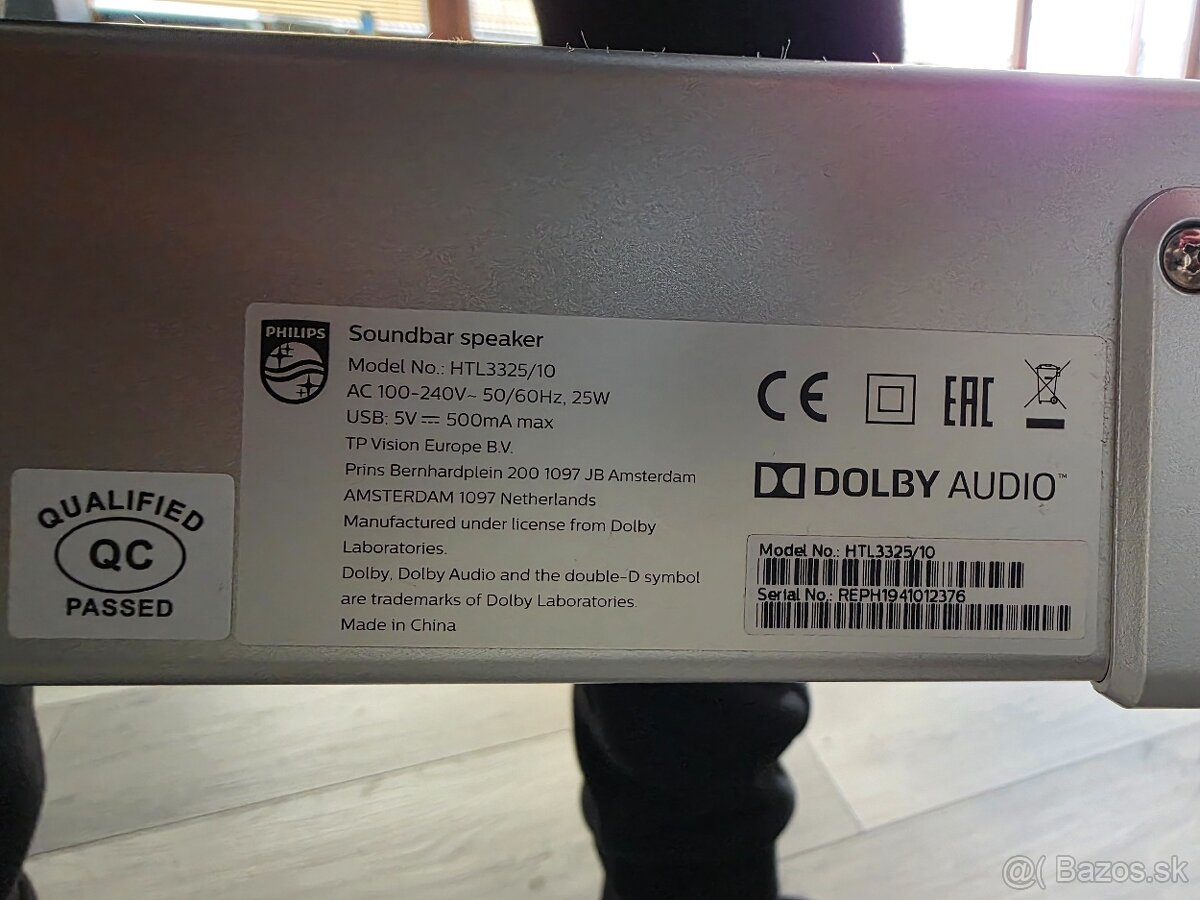 PHILIPS
Soundbar speaker
Model No.: HTL3325/10
AC 100-240V~ 50/60Hz, 25W
USB: 5V⎓ 500mA max
TP Vision Europe B.V.
Prins Bernhardplein 200 1097 JB Amsterdam
AMSTERDAM 1097 Netherlands
Manufactured under license from Dolby
Laboratories.
Dolby, Dolby Audio and the double-D symbol
are trademarks of Dolby Laboratories.
Made in China
CE EAC
DOLBY AUDIO™
Model No.: HTL3325/10
Serial No.: REPH1941012376
QUALIFIED
QC
PASSED
@( Bazos.sk